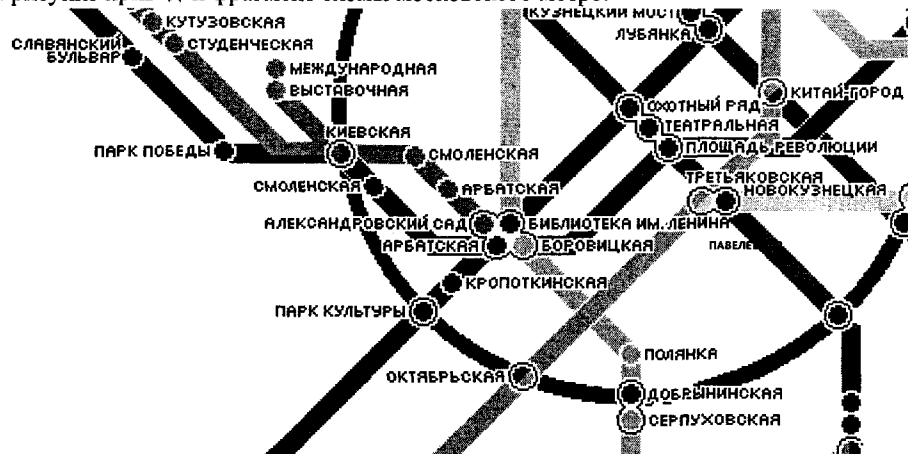 КУТУЗОВСКАЯ
КУЗНЕЦКИЙ МОСТ
ЛУБЯНКА
СЛАВЯНСКИЙ
БУЛЬВАР
СТУДЕНЧЕСКАЯ
МЕЖДУНАРОДНАЯ
ВЫСТАВОЧНАЯ
КИТАЙ-ГОРОД
ОХОТНЫЙ РЯД
ТЕАТРАЛЬНАЯ
КИЕВСКАЯ
ПАРК ПОБЕДЫ
СМОЛЕНСКАЯ
ПЛОЩАДЬ РЕВОЛЮЦИИ
ТРЕТЬЯКОВСКАЯ
НОВОКУЗНЕЦКАЯ
СМОЛЕНСКАЯ
АРБАТСКАЯ
АЛЕКСАНДРОВСКИЙ САД
БИБЛИОТЕКА ИМ. ЛЕНИНА
АРБАТСКАЯ
БОРОВИЦКАЯ
КРОПОТКИНСКАЯ
ПАРК КУЛЬТУРЫ
ПОЛЯНКА
ОКТЯБРЬСКАЯ
ДОБРЫНИНСКАЯ
СЕРПУХОВСКАЯ